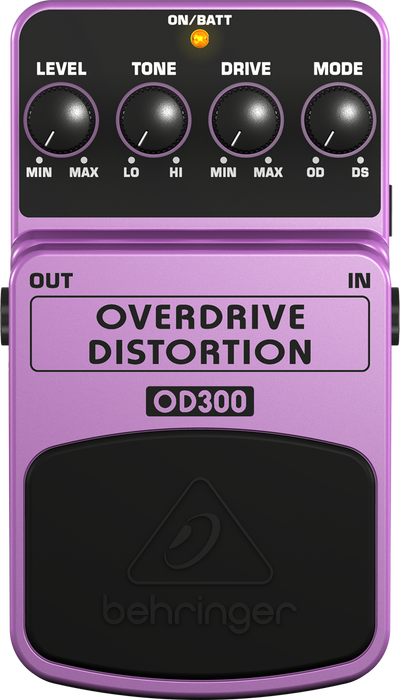 ON/BATT
LEVEL TONE DRIVE MODE
MIN MAX LO HI MIN MAX OD DS
OUT IN
OVERDRIVE
DISTORTION
OD300
behringer